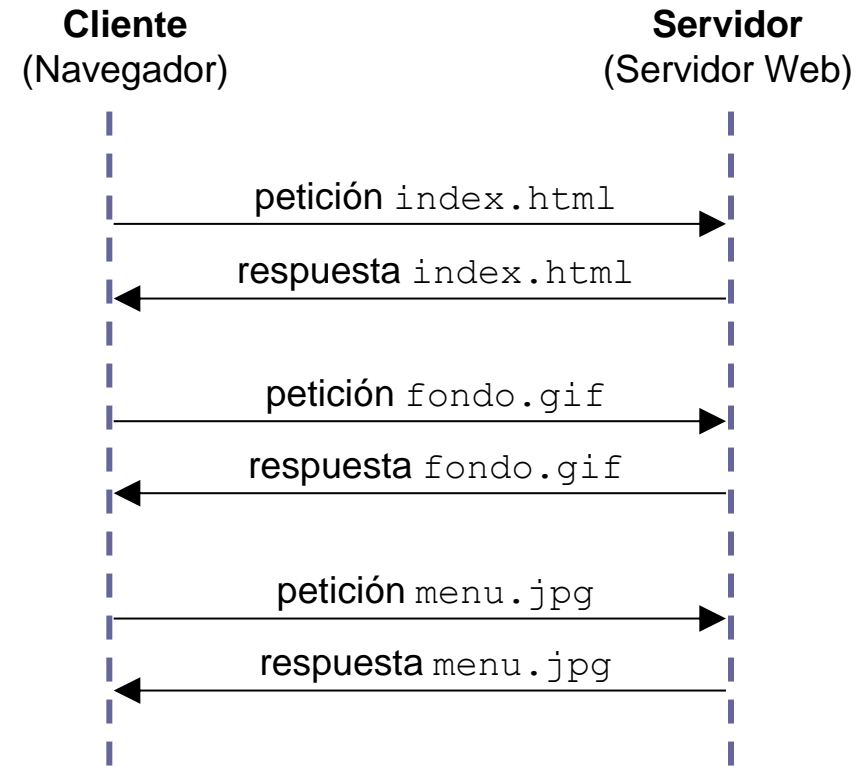 Cliente
(Navegador)
Servidor
(Servidor Web)
petición index.html
respuesta index.html
petición fondo.gif
respuesta fondo.gif
petición menu.jpg
respuesta menu.jpg